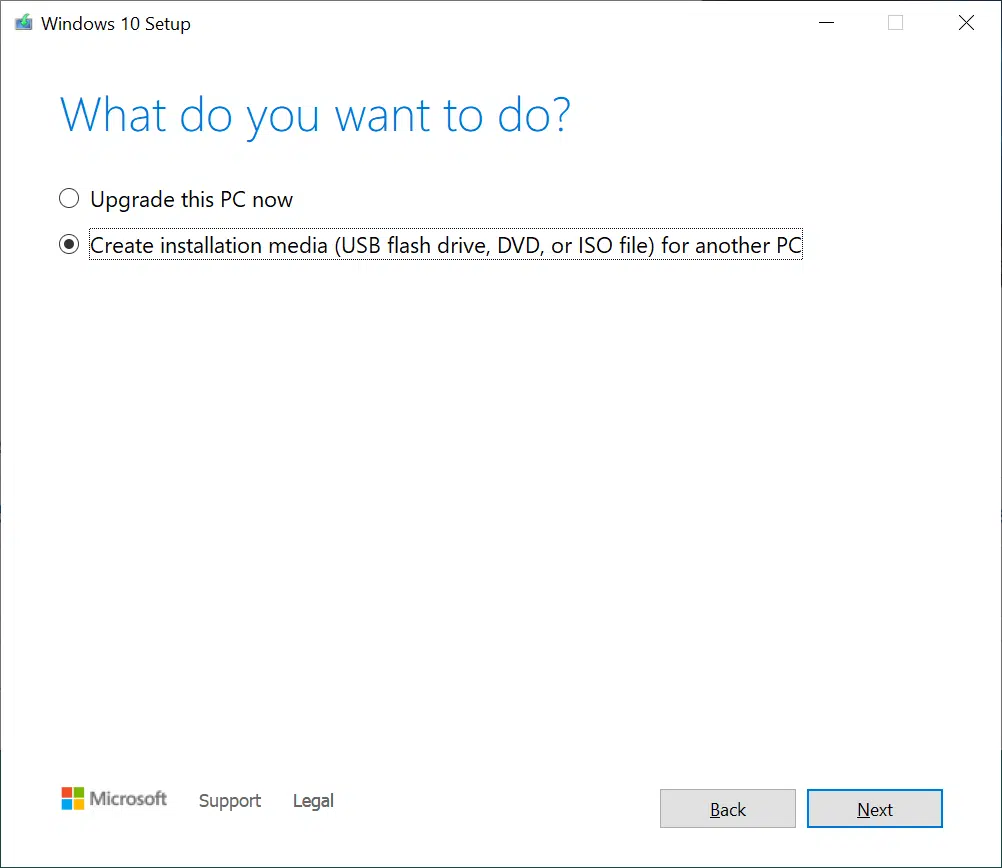 Windows 10 Setup
What do you want to do?
Upgrade this PC now
Create installation media (USB flash drive, DVD, or ISO file) for another PC
Microsoft Support Legal Back Next